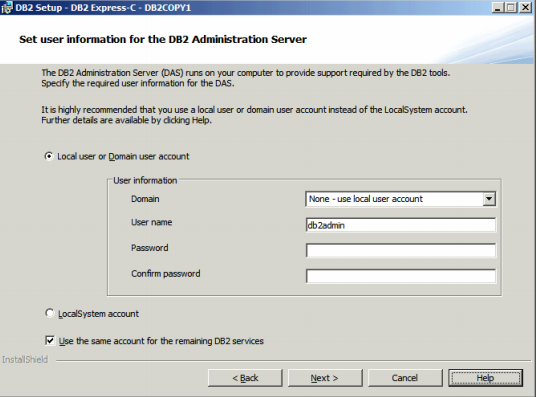 DB2 Setup - DB2 Express-C - DB2COPY1
Set user information for the DB2 Administration Server
The DB2 Administration Server (DAS) runs on your computer to provide support required by the DB2 tools.
Specify the required user information for the DAS.
It is highly recommended that you use a local user or domain user account instead of the LocalSystem account.
Further details are available by clicking Help.
Local user or Domain user account
User information
Domain
None - use local user account
User name
db2admin
Password
Confirm password
LocalSystem account
Use the same account for the remaining DB2 services
InstallShield
< Back
Next >
Cancel
Help